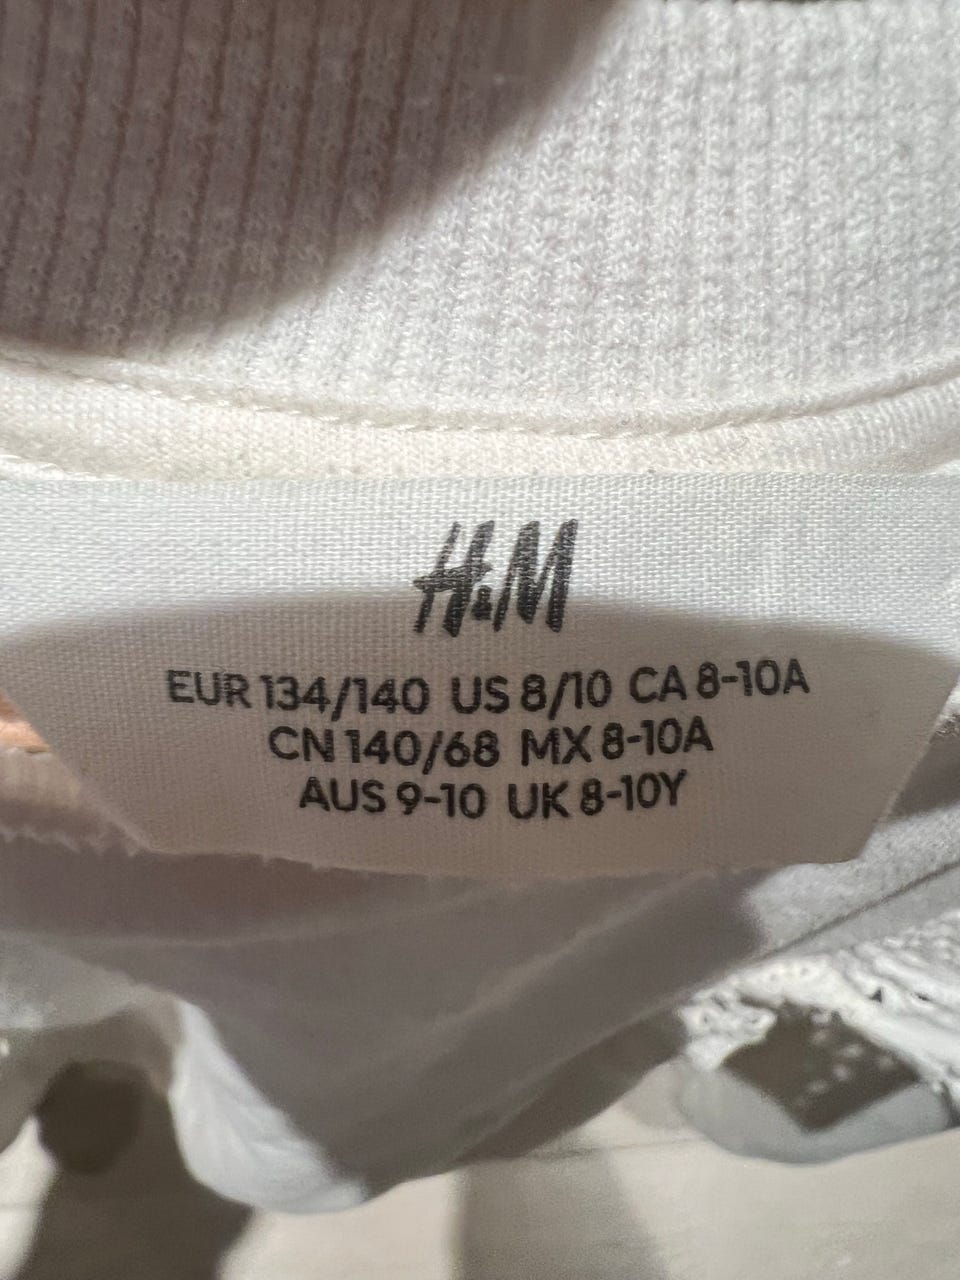 H&M
EUR 134/140 US 8/10 CA 8-10A
CN 140/68 MX 8-10A
AUS 9-10 UK 8-10Y